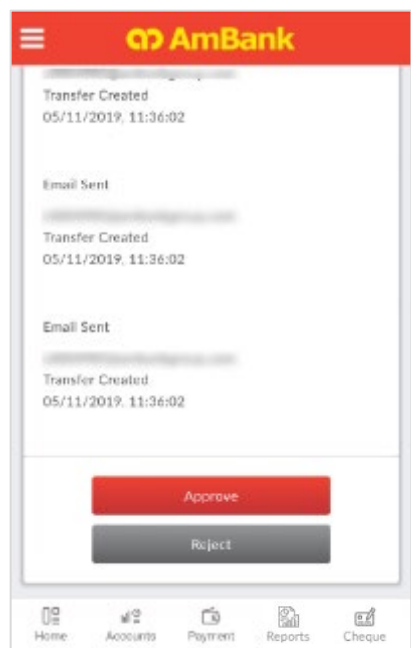 AmBank
Transfer Created
05/11/2019, 11:36:02
Email Sent
Transfer Created
05/11/2019, 11:36:02
Email Sent
Transfer Created
05/11/2019, 11:36:02
Approve
Reject
Home Accounts Payment Reports Cheque